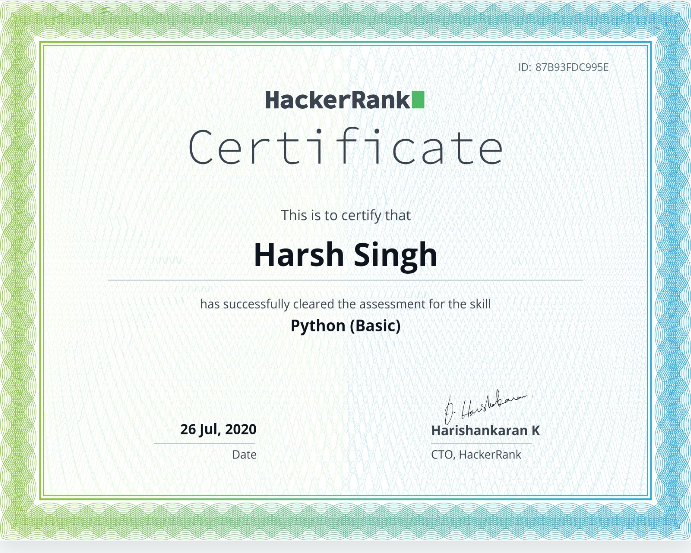 ID: 87B93FDC995E
HackerRank
Certificate
This is to certify that
Harsh Singh
has successfully cleared the assessment for the skill
Python (Basic)
26 Jul, 2020
Date
D. Harishankaran
Harishankaran K
CTO, HackerRank